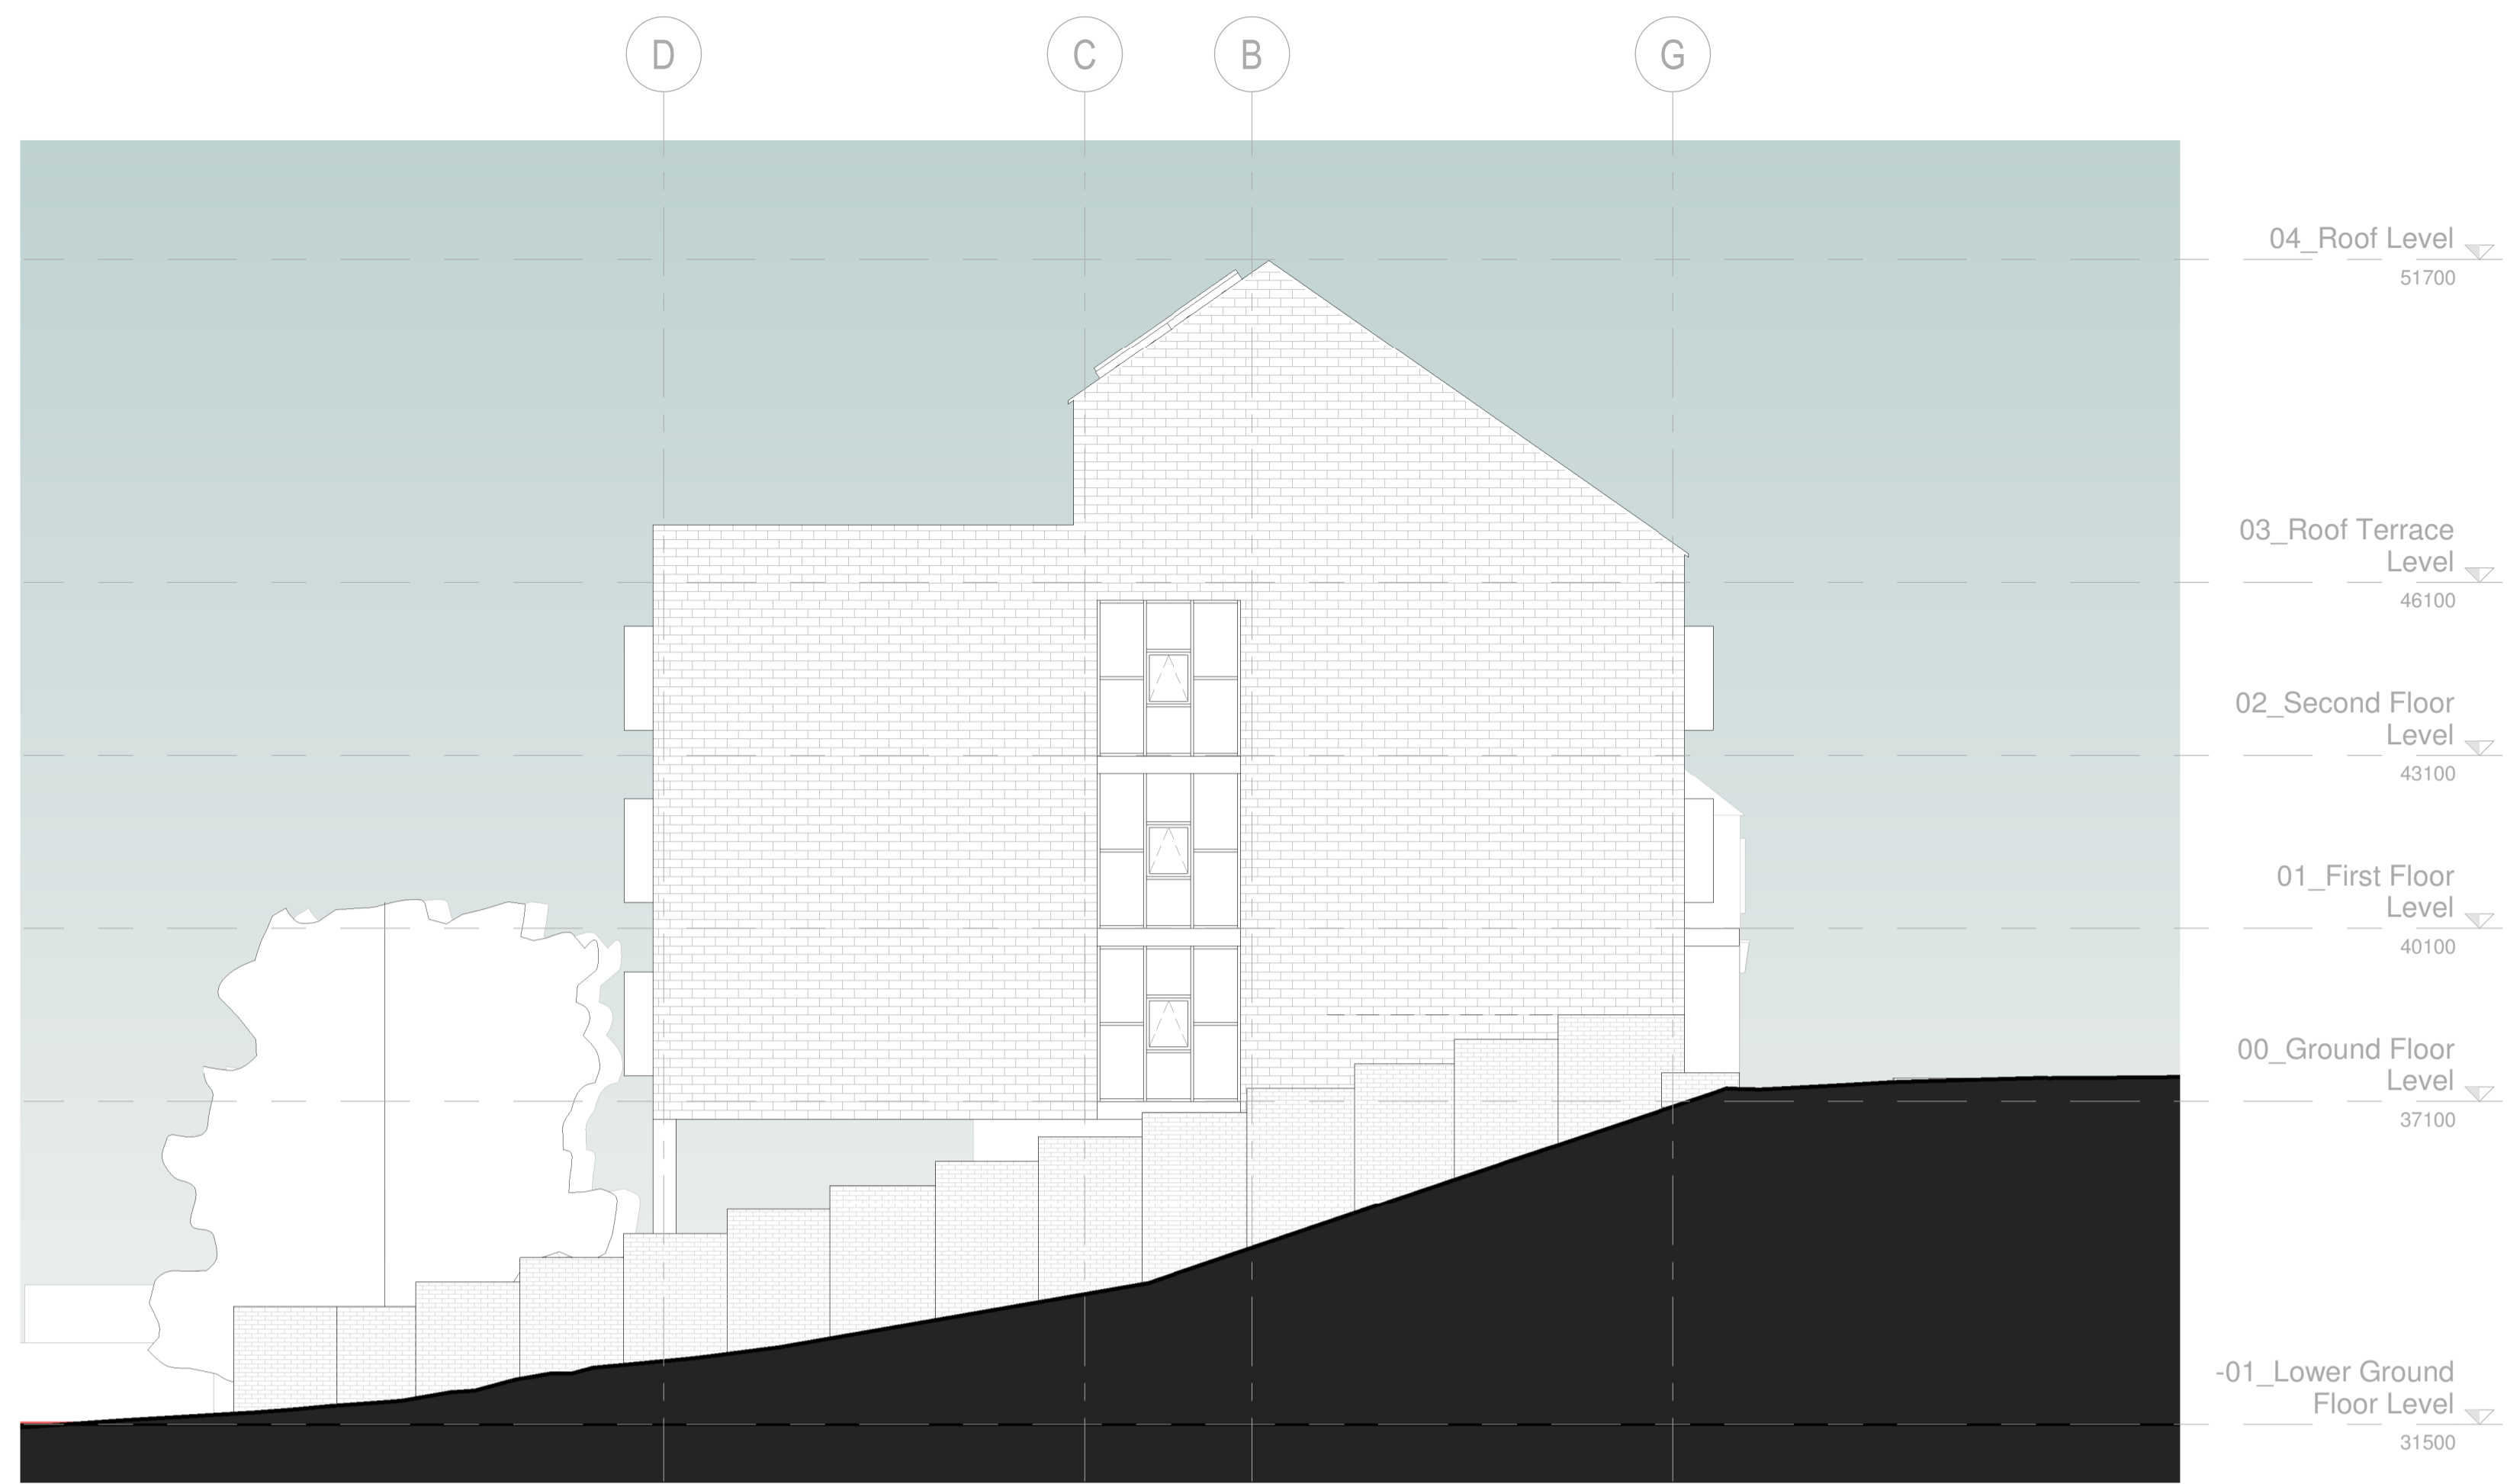 D
C
B
G
04_Roof Level
51700
03_Roof Terrace
Level
46100
02_Second Floor
Level
43100
01_First Floor
Level
40100
00_Ground Floor
Level
37100
-01_Lower Ground
Floor Level
31500